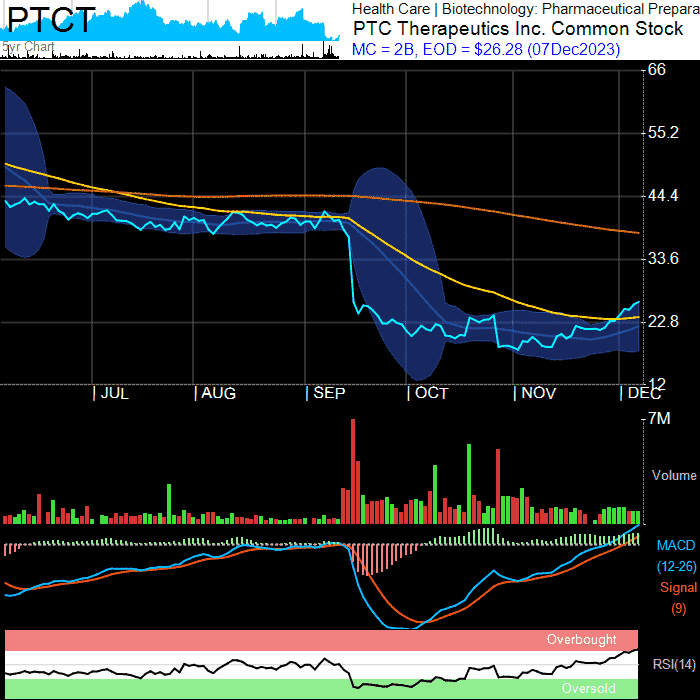 PTCT
5yr Chart
Health Care | Biotechnology: Pharmaceutical Prepara
PTC Therapeutics Inc. Common Stock
MC = 2B, EOD = $26.28 (07Dec2023)
66
55.2
44.4
33.6
22.8
12
| JUL | AUG | SEP | OCT | NOV | DEC
7M
Volume
MACD
(12-26)
Signal
(9)
Overbought
RSI(14)
Oversold